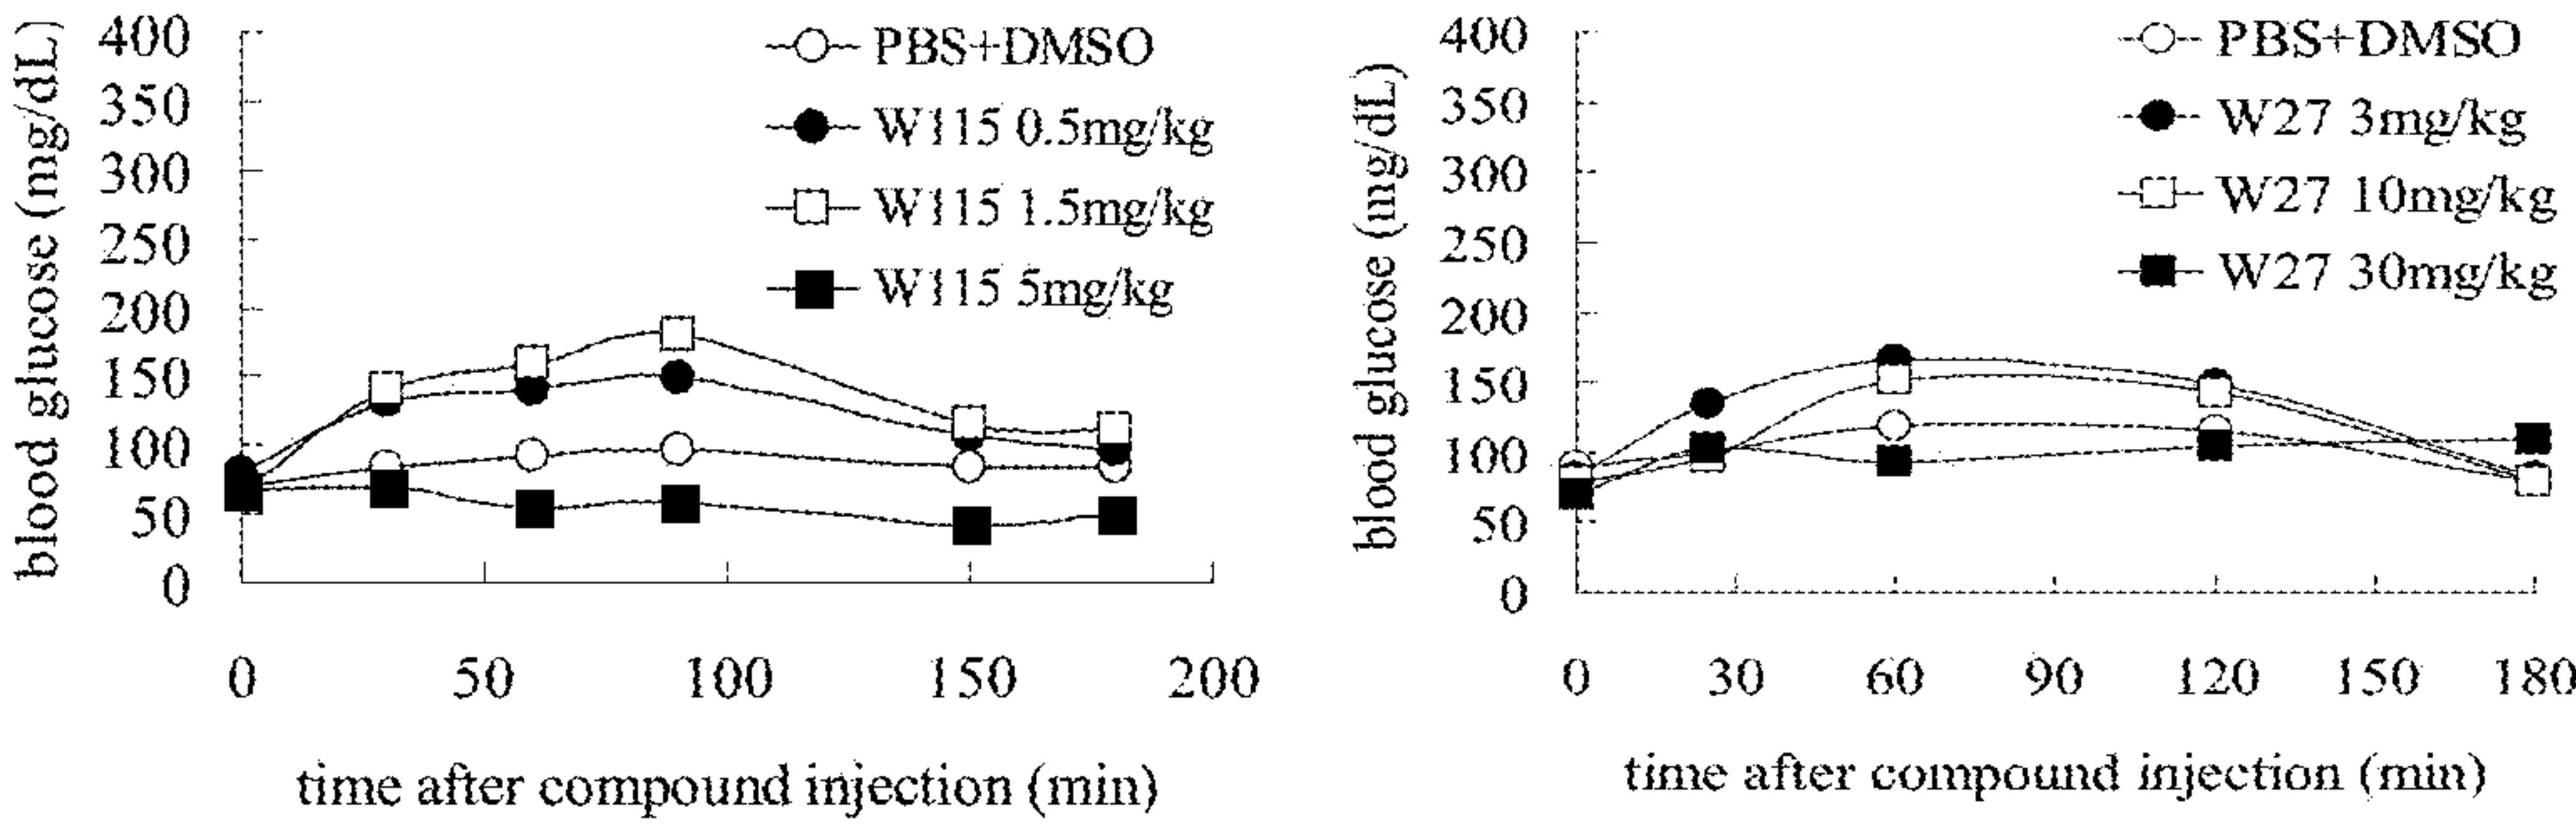 blood glucose (mg/dL)
400
350
300
250
200
150
100
50
0
PBS+DMSO
W115 0.5mg/kg
W115 1.5mg/kg
W115 5mg/kg
0 50 100 150 200
time after compound injection (min)
blood glucose (mg/dL)
400
350
300
250
200
150
100
50
0
PBS+DMSO
W27 3mg/kg
W27 10mg/kg
W27 30mg/kg
0 30 60 90 120 150 180
time after compound injection (min)